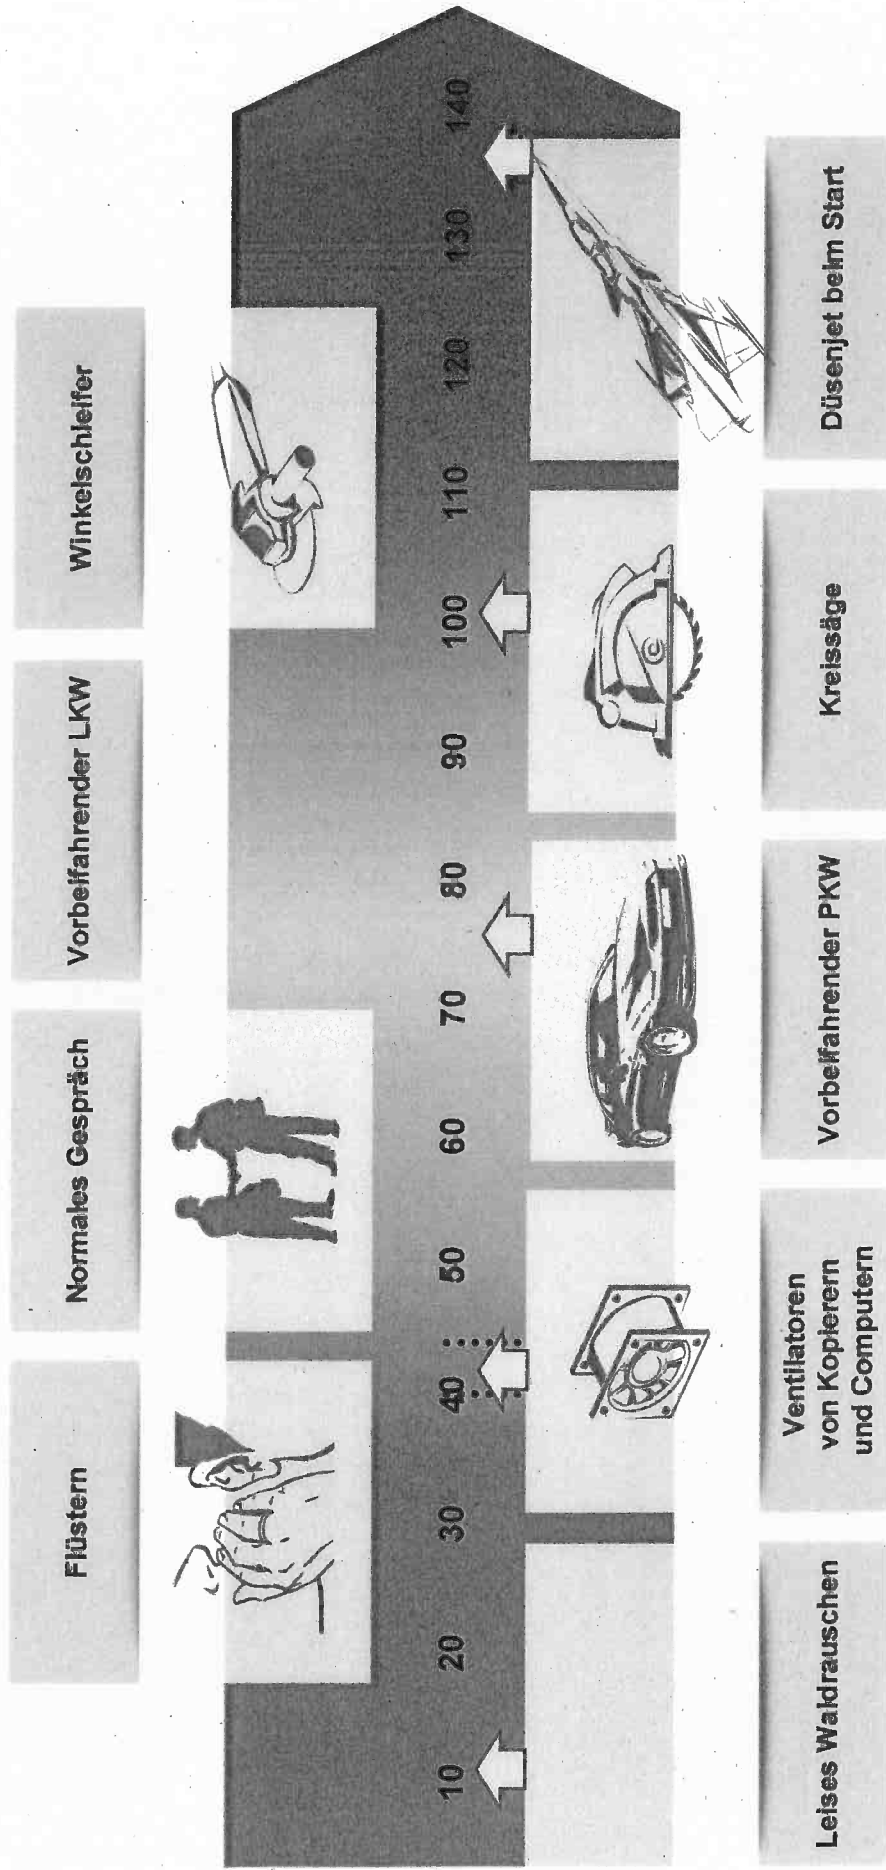 Flüstern
Normales Gespräch
Vorbeifahrender LKW
Winkelschleifer
10 20 30 40 50 60 70 80 90 100 110 120 130 140
©
Leises Waldrauschen
Ventilatoren
von Kopierern
und Computern
Vorbeifahrender PKW
Kreissäge
Düsenjet beim Start